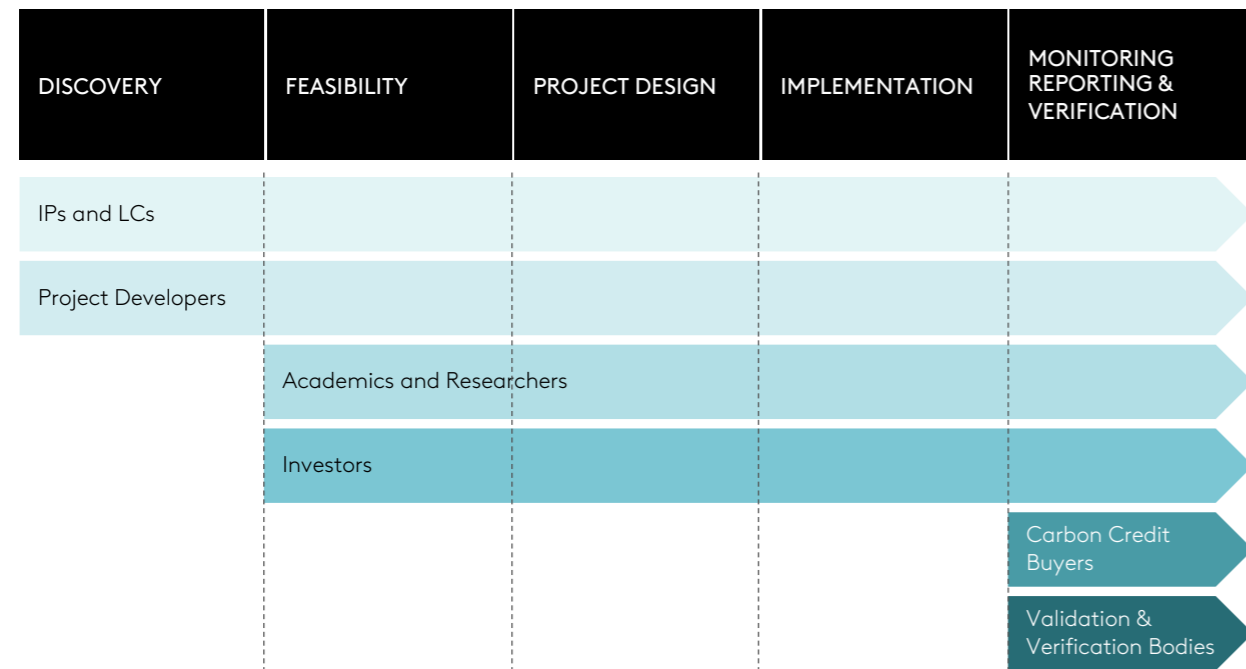 DISCOVERY
FEASIBILITY
PROJECT DESIGN
IMPLEMENTATION
MONITORING
REPORTING &
VERIFICATION
IPs and LCs
Project Developers
Academics and Researchers
Investors
Carbon Credit
Buyers
Validation &
Verification Bodies